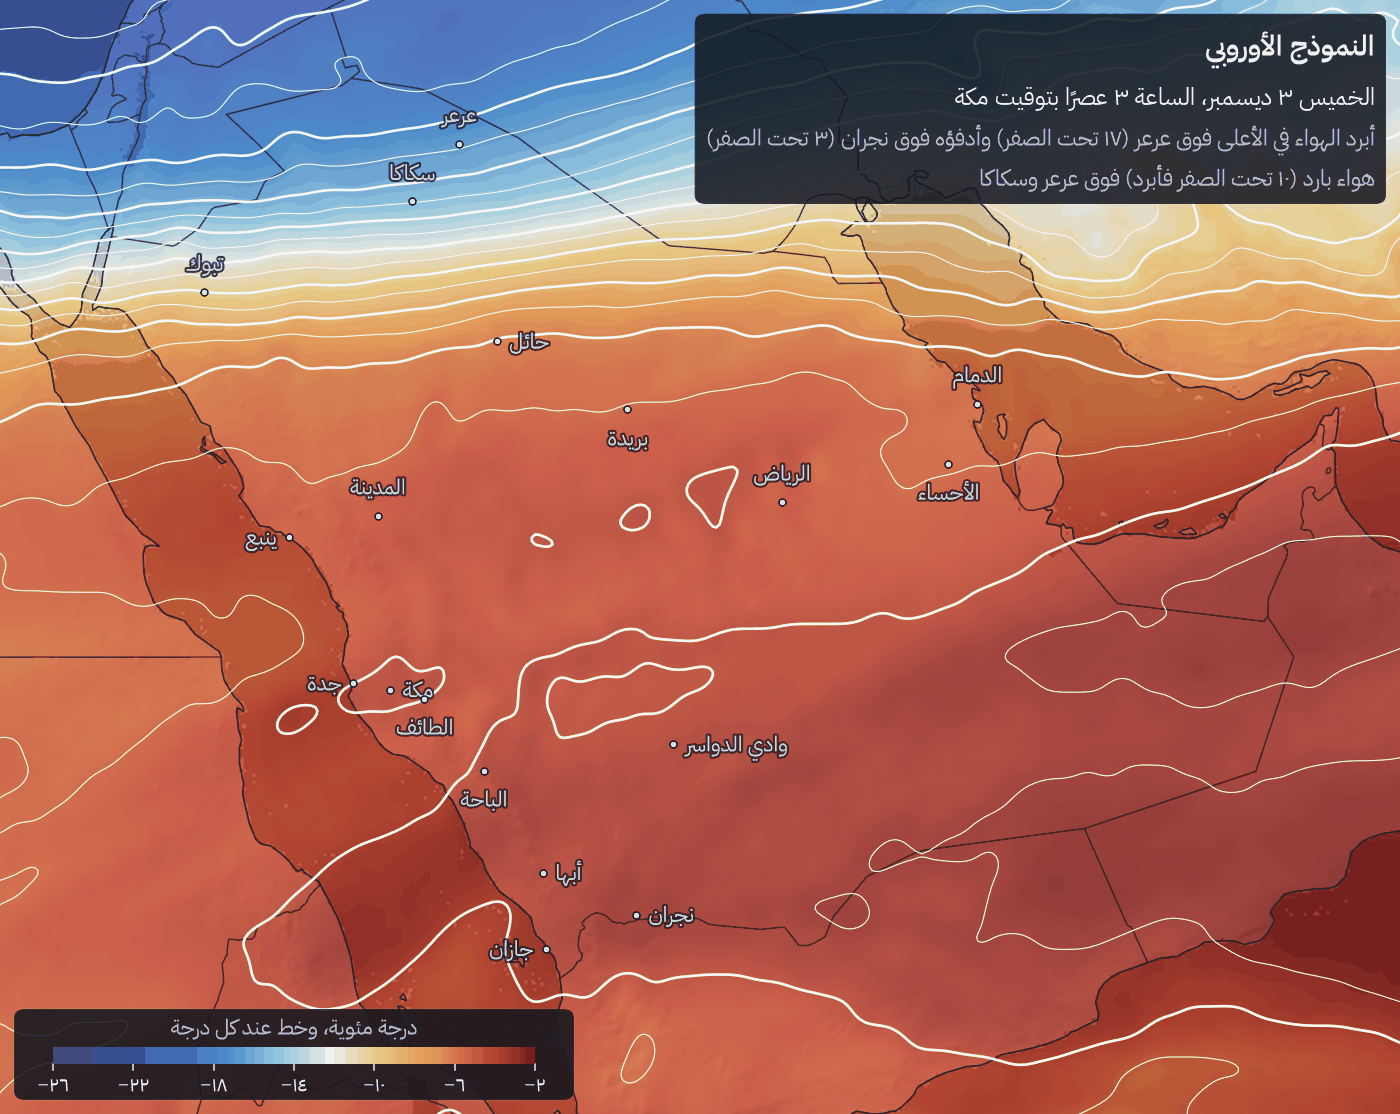 النموذج الأوروبي
الخميس ٣ ديسمبر، الساعة ٣ عصرًا بتوقيت مكة
أبرد الهواء في الأعلى فوق عرعر (١٧ تحت الصفر) وأدفؤه فوق نجران (٣ تحت الصفر)
هواء بارد (١٠ تحت الصفر فأبرد) فوق عرعر وسكاكا
عرعر
سكاكا
تبوك
حائل
الدمام
بريدة
الرياض
الأحساء
المدينة
ينبع
جدة
مكة
الطائف
وادي الدواسر
الباحة
أبها
نجران
جازان
درجة مئوية، وخط عند كل درجة
−٢٦ −٢٢ −١٨ −١٤ −١٠ −٦ −٢